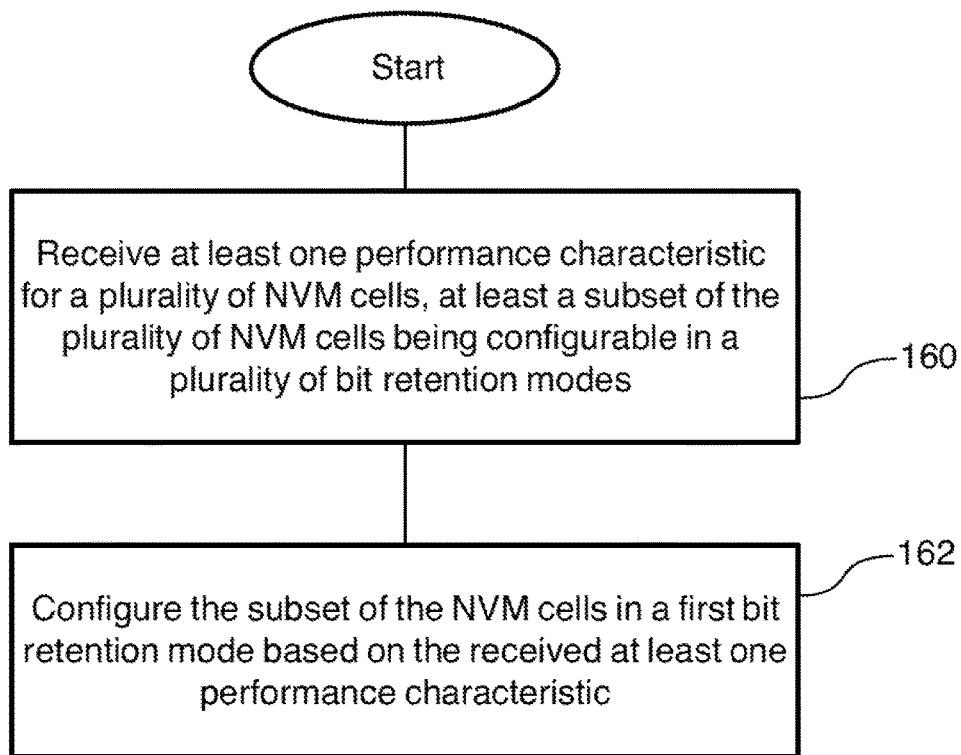 Start
Receive at least one performance characteristic
for a plurality of NVM cells, at least a subset of the
plurality of NVM cells being configurable in a
plurality of bit retention modes
160
162
Configure the subset of the NVM cells in a first bit
retention mode based on the received at least one
performance characteristic